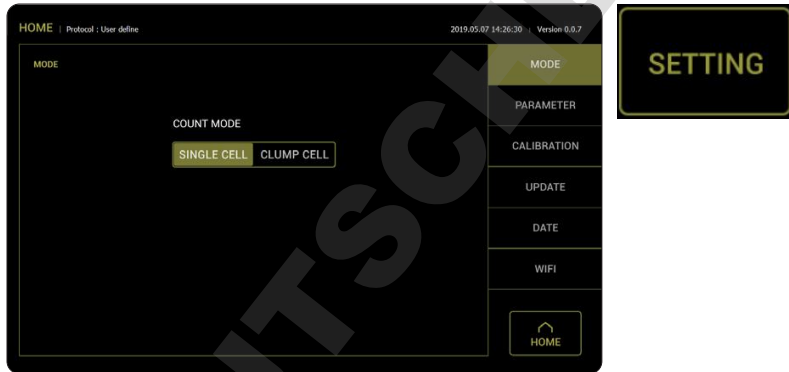 HOME | Protocol : User define
2019.05.07 14:26:30 | Version 0.0.7
MODE
COUNT MODE
SINGLE CELL CLUMP CELL
MODE
PARAMETER
CALIBRATION
UPDATE
DATE
WIFI
HOME
SETTING